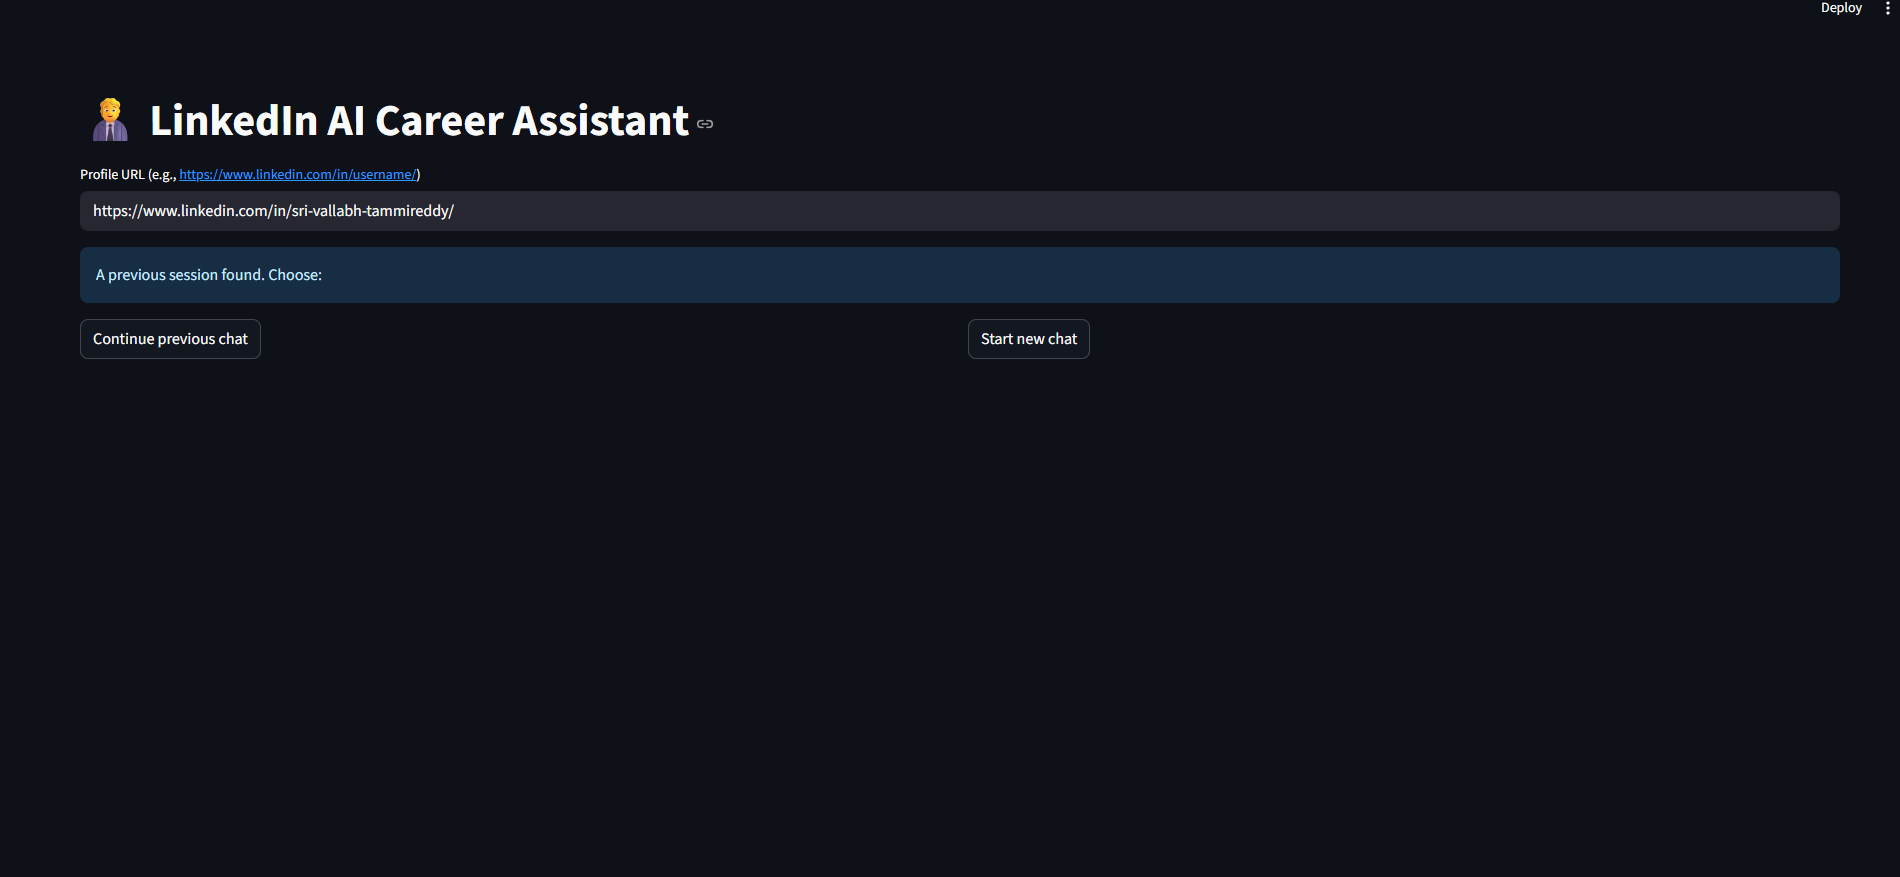 Deploy
LinkedIn AI Career Assistant
Profile URL (e.g., https://www.linkedin.com/in/username/)
https://www.linkedin.com/in/sri-vallabh-tammireddy/
A previous session found. Choose:
Continue previous chat
Start new chat